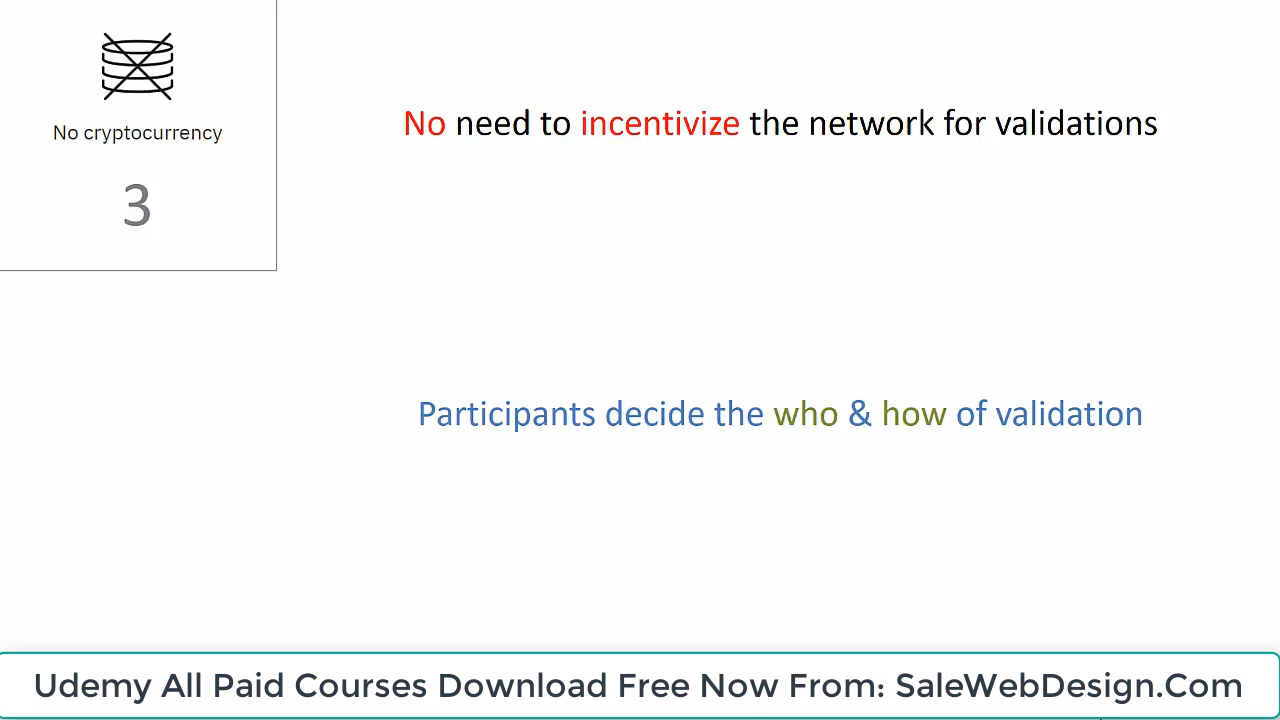 No cryptocurrency
3
No need to incentivize the network for validations
Participants decide the who & how of validation
Udemy All Paid Courses Download Free Now From: SaleWebDesign.Com